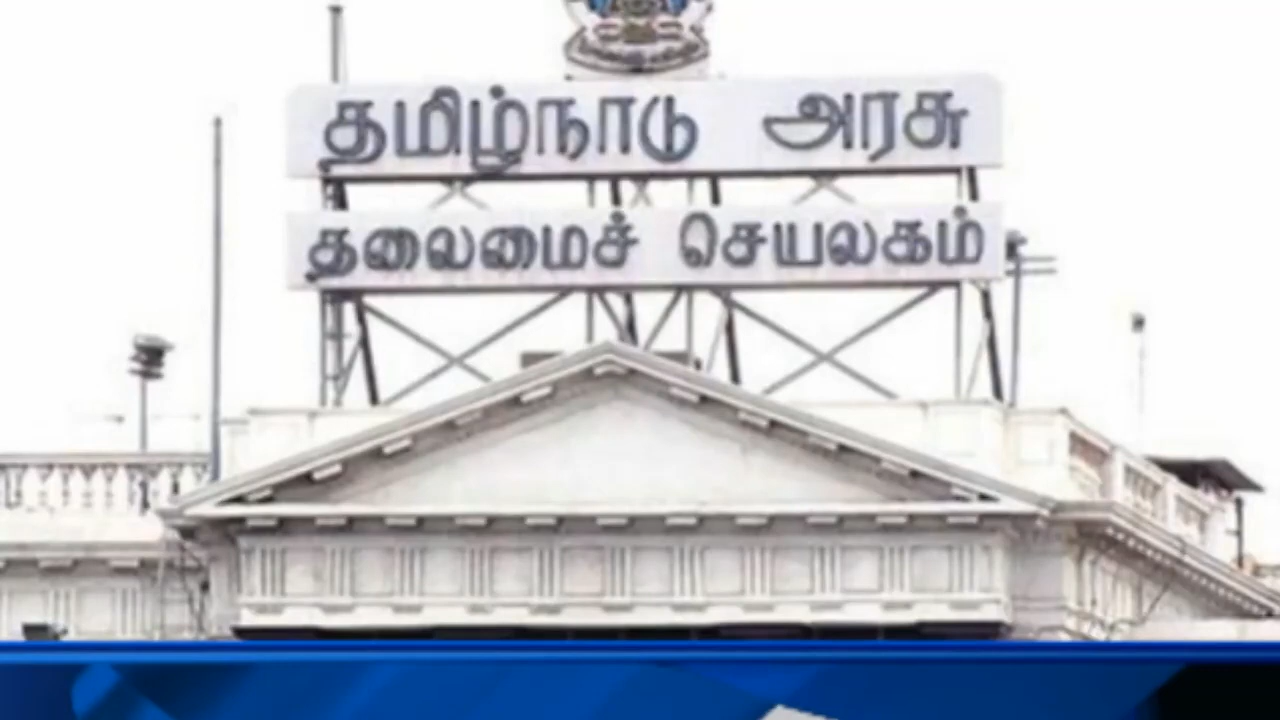 தமிழ்நாடு அரசு
தலைமைச் செயலகம்